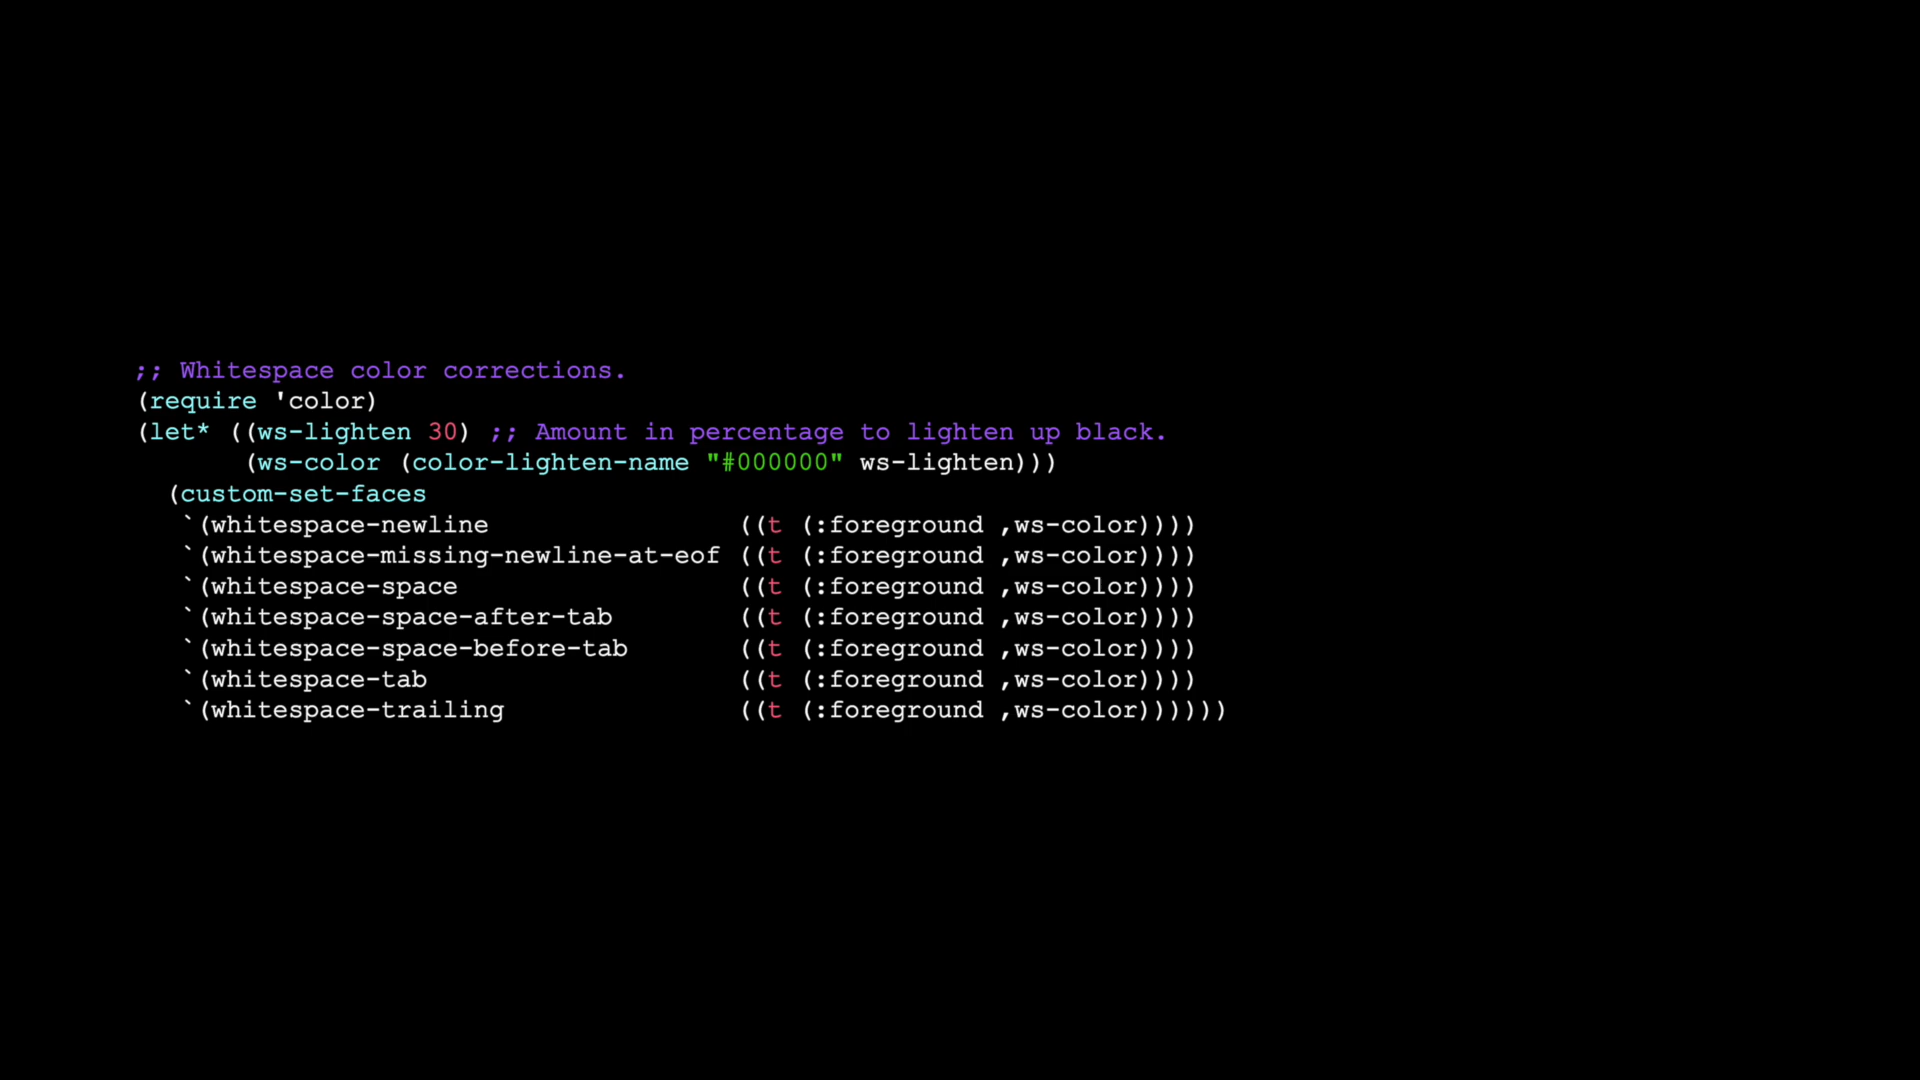 ;; Whitespace color corrections.
(require 'color)
(let* ((ws-lighten 30) ;; Amount in percentage to lighten up black.
       (ws-color (color-lighten-name "#000000" ws-lighten)))
  (custom-set-faces
   `(whitespace-newline                ((t (:foreground ,ws-color))))
   `(whitespace-missing-newline-at-eof ((t (:foreground ,ws-color))))
   `(whitespace-space                  ((t (:foreground ,ws-color))))
   `(whitespace-space-after-tab        ((t (:foreground ,ws-color))))
   `(whitespace-space-before-tab       ((t (:foreground ,ws-color))))
   `(whitespace-tab                    ((t (:foreground ,ws-color))))
   `(whitespace-trailing               ((t (:foreground ,ws-color))))))